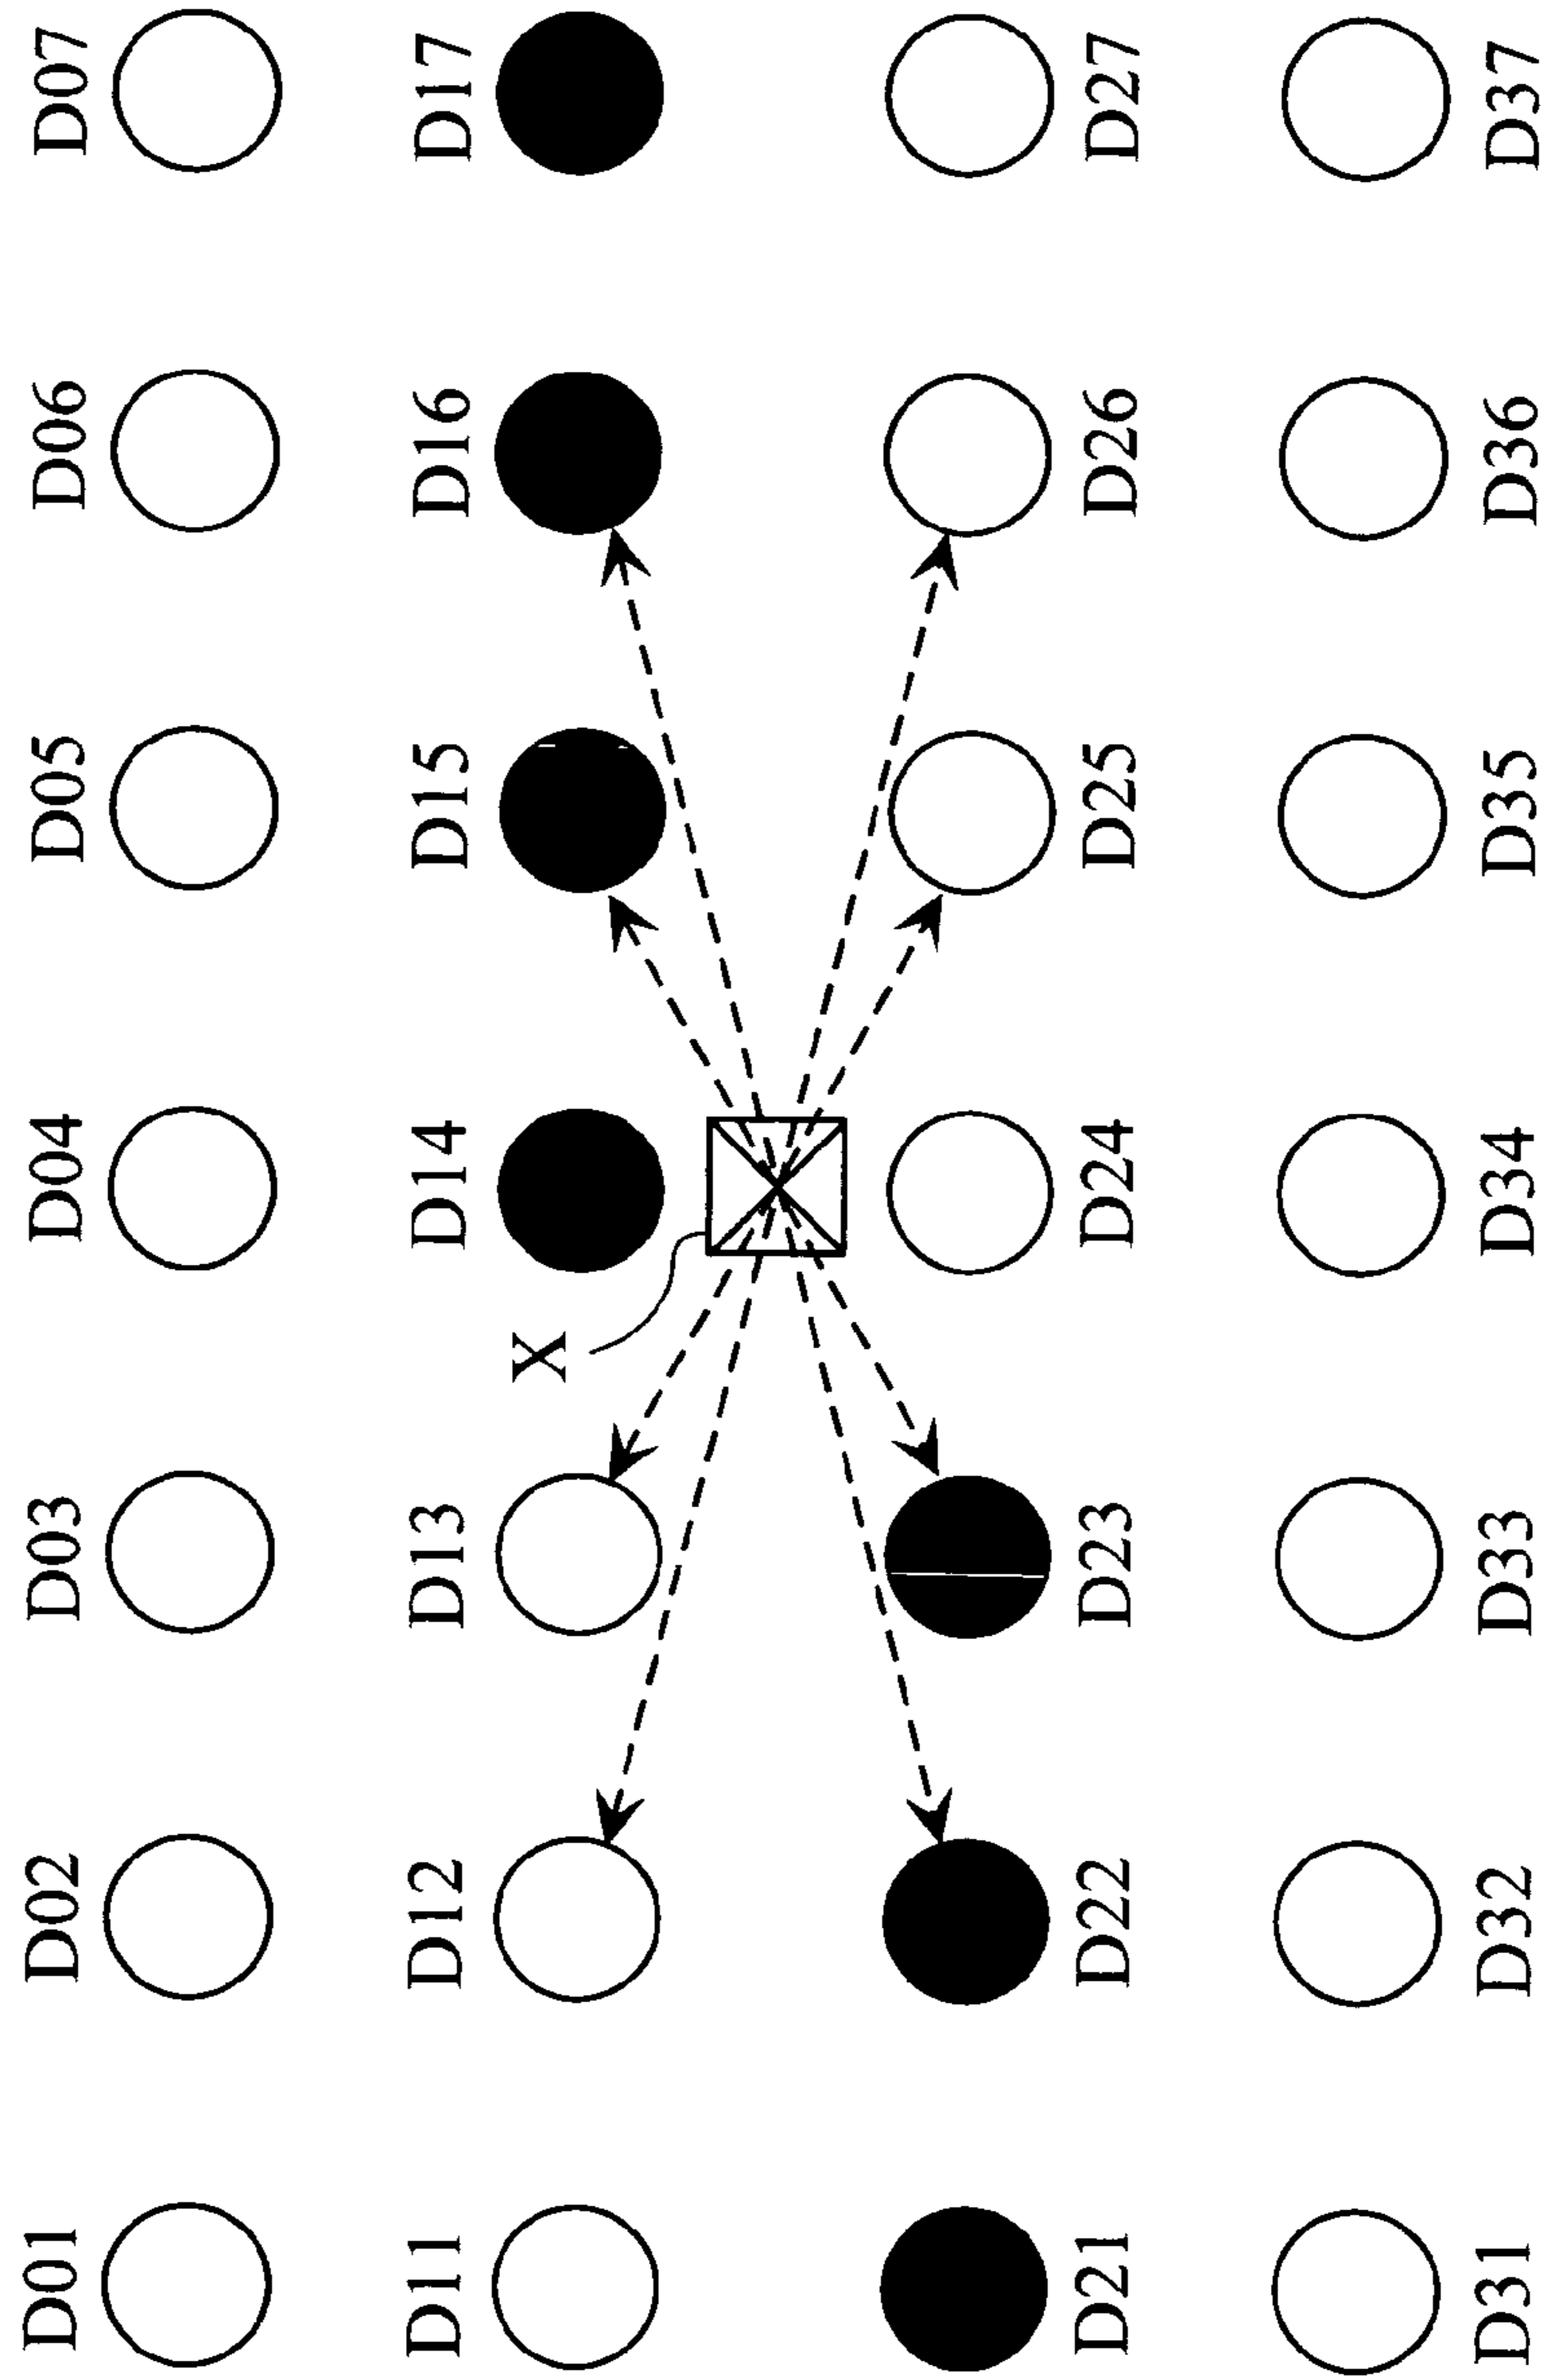 D01 D02 D03 D04 D05 D06 D07
D11 D12 D13 D14 D15 D16 D17
X
D21 D22 D23 D24 D25 D26 D27
D31 D32 D33 D34 D35 D36 D37